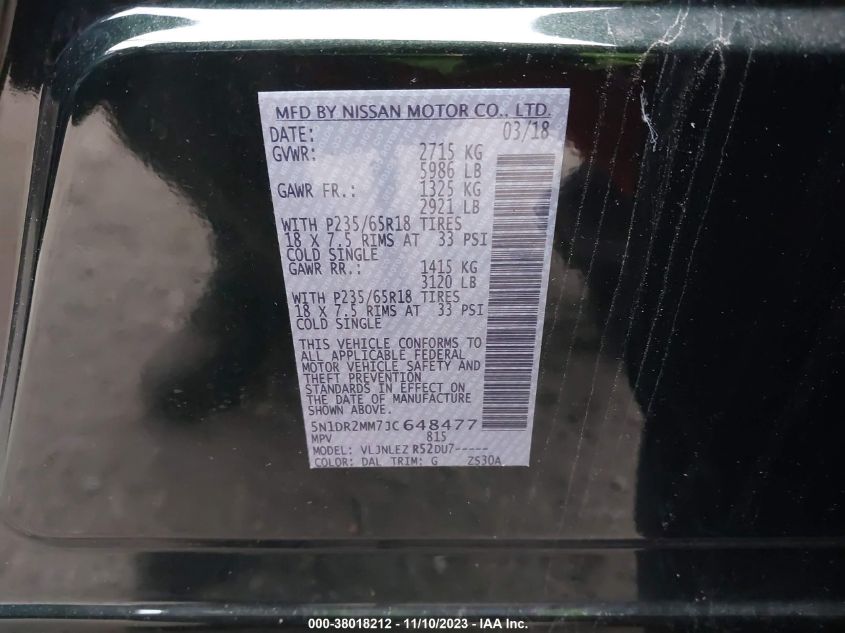 MFD BY NISSAN MOTOR CO., LTD.
DATE: 03/18
GVWR: 2715 KG
5986 LB
GAWR FR.: 1325 KG
2921 LB
WITH P235/65R18 TIRES
18 X 7.5 RIMS AT 33 PSI
COLD SINGLE
GAWR RR.: 1415 KG
3120 LB
WITH P235/65R18 TIRES
18 X 7.5 RIMS AT 33 PSI
COLD SINGLE
THIS VEHICLE CONFORMS TO
ALL APPLICABLE FEDERAL
MOTOR VEHICLE SAFETY AND
THEFT PREVENTION
STANDARDS IN EFFECT ON
THE DATE OF MANUFACTURE
SHOWN ABOVE.
5N1DR2MM7JC648477
MPV 815
MODEL: VLJNLEZ R52DU7-----
COLOR: DAL TRIM: G ZS30A
000-38018212 - 11/10/2023 - IAA Inc.